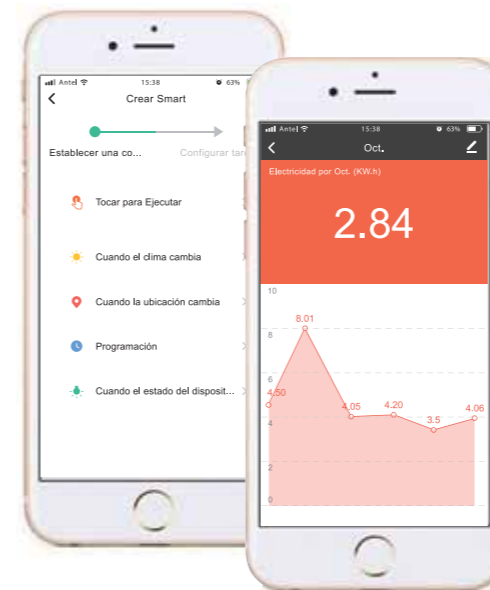 Antel
15:38
63%
Crear Smart
Establecer una co...
Configurar tar
Tocar para Ejecutar
Cuando el clima cambia
Cuando la ubicación cambia
Programación
Cuando el estado del disposit...
Antel
15:38
63%
Oct.
Electricidad por Oct. (KW.h)
2.84
10
8
6
4
2
0
4.50
8.01
4.05
4.20
3.5
4.06